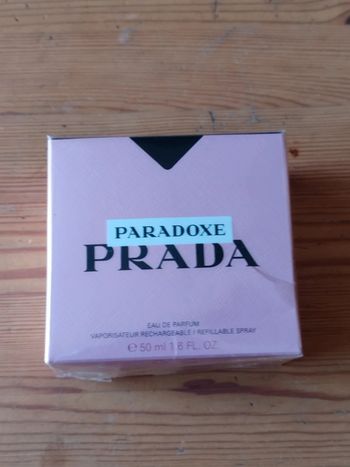 PARADOXE
PRADA
EAU DE PARFUM
VAPORISATEUR RECHARGEABLE / REFILLABLE SPRAY
℮ 50 ml 1.6 FL. OZ.